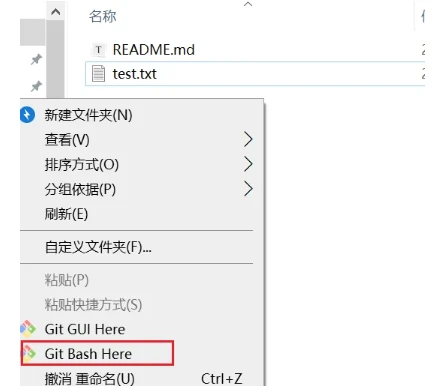 名称
README.md
test.txt
新建文件夹(N)
查看(V)
排序方式(O)
分组依据(P)
刷新(E)
自定义文件夹(F)...
粘贴(P)
粘贴快捷方式(S)
Git GUI Here
Git Bash Here
撤消 重命名(U) Ctrl+Z